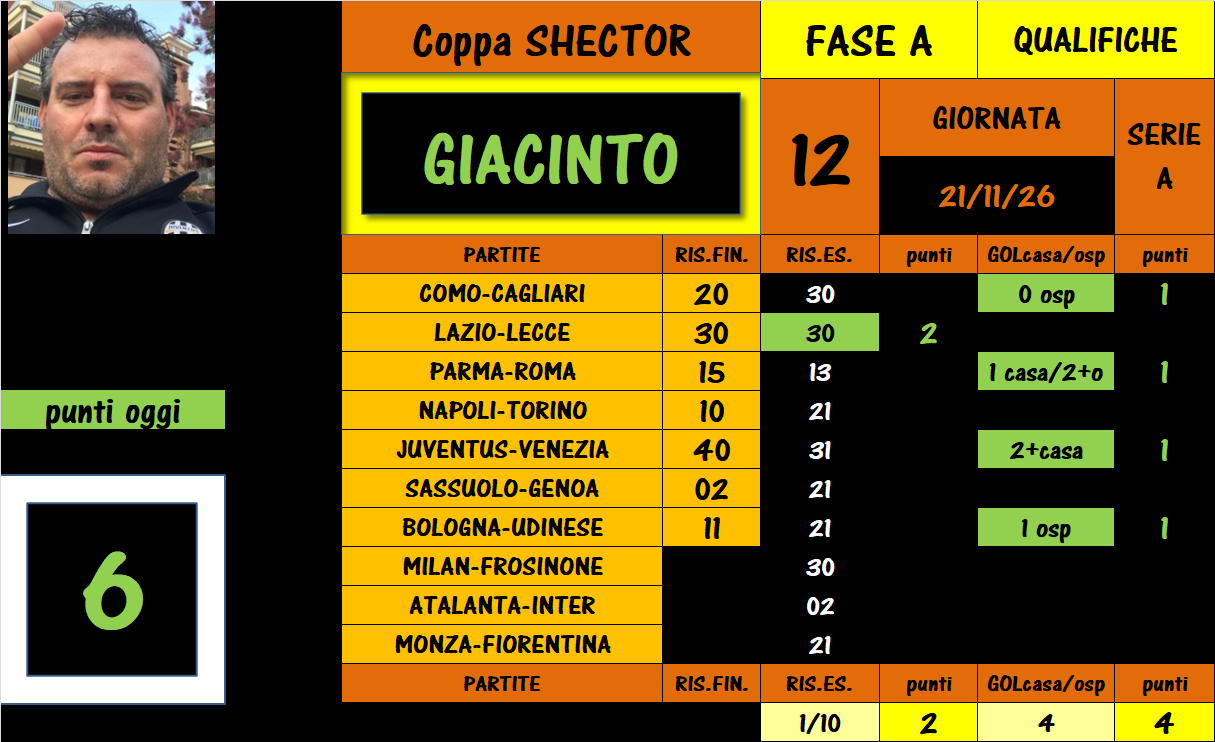 Coppa SHECTOR FASE A QUALIFICHE
GIACINTO 12 GIORNATA SERIE A
21/11/26
PARTITE RIS.FIN. RIS.ES. punti GOLcasa/osp punti
COMO-CAGLIARI 20 30 0 osp 1
LAZIO-LECCE 30 30 2
PARMA-ROMA 15 13 1 casa/2+o 1
punti oggi
NAPOLI-TORINO 10 21
JUVENTUS-VENEZIA 40 31 2+casa 1
SASSUOLO-GENOA 02 21
BOLOGNA-UDINESE 11 21 1 osp 1
6
MILAN-FROSINONE 30
ATALANTA-INTER 02
MONZA-FIORENTINA 21
PARTITE RIS.FIN. RIS.ES. punti GOLcasa/osp punti
1/10 2 4 4